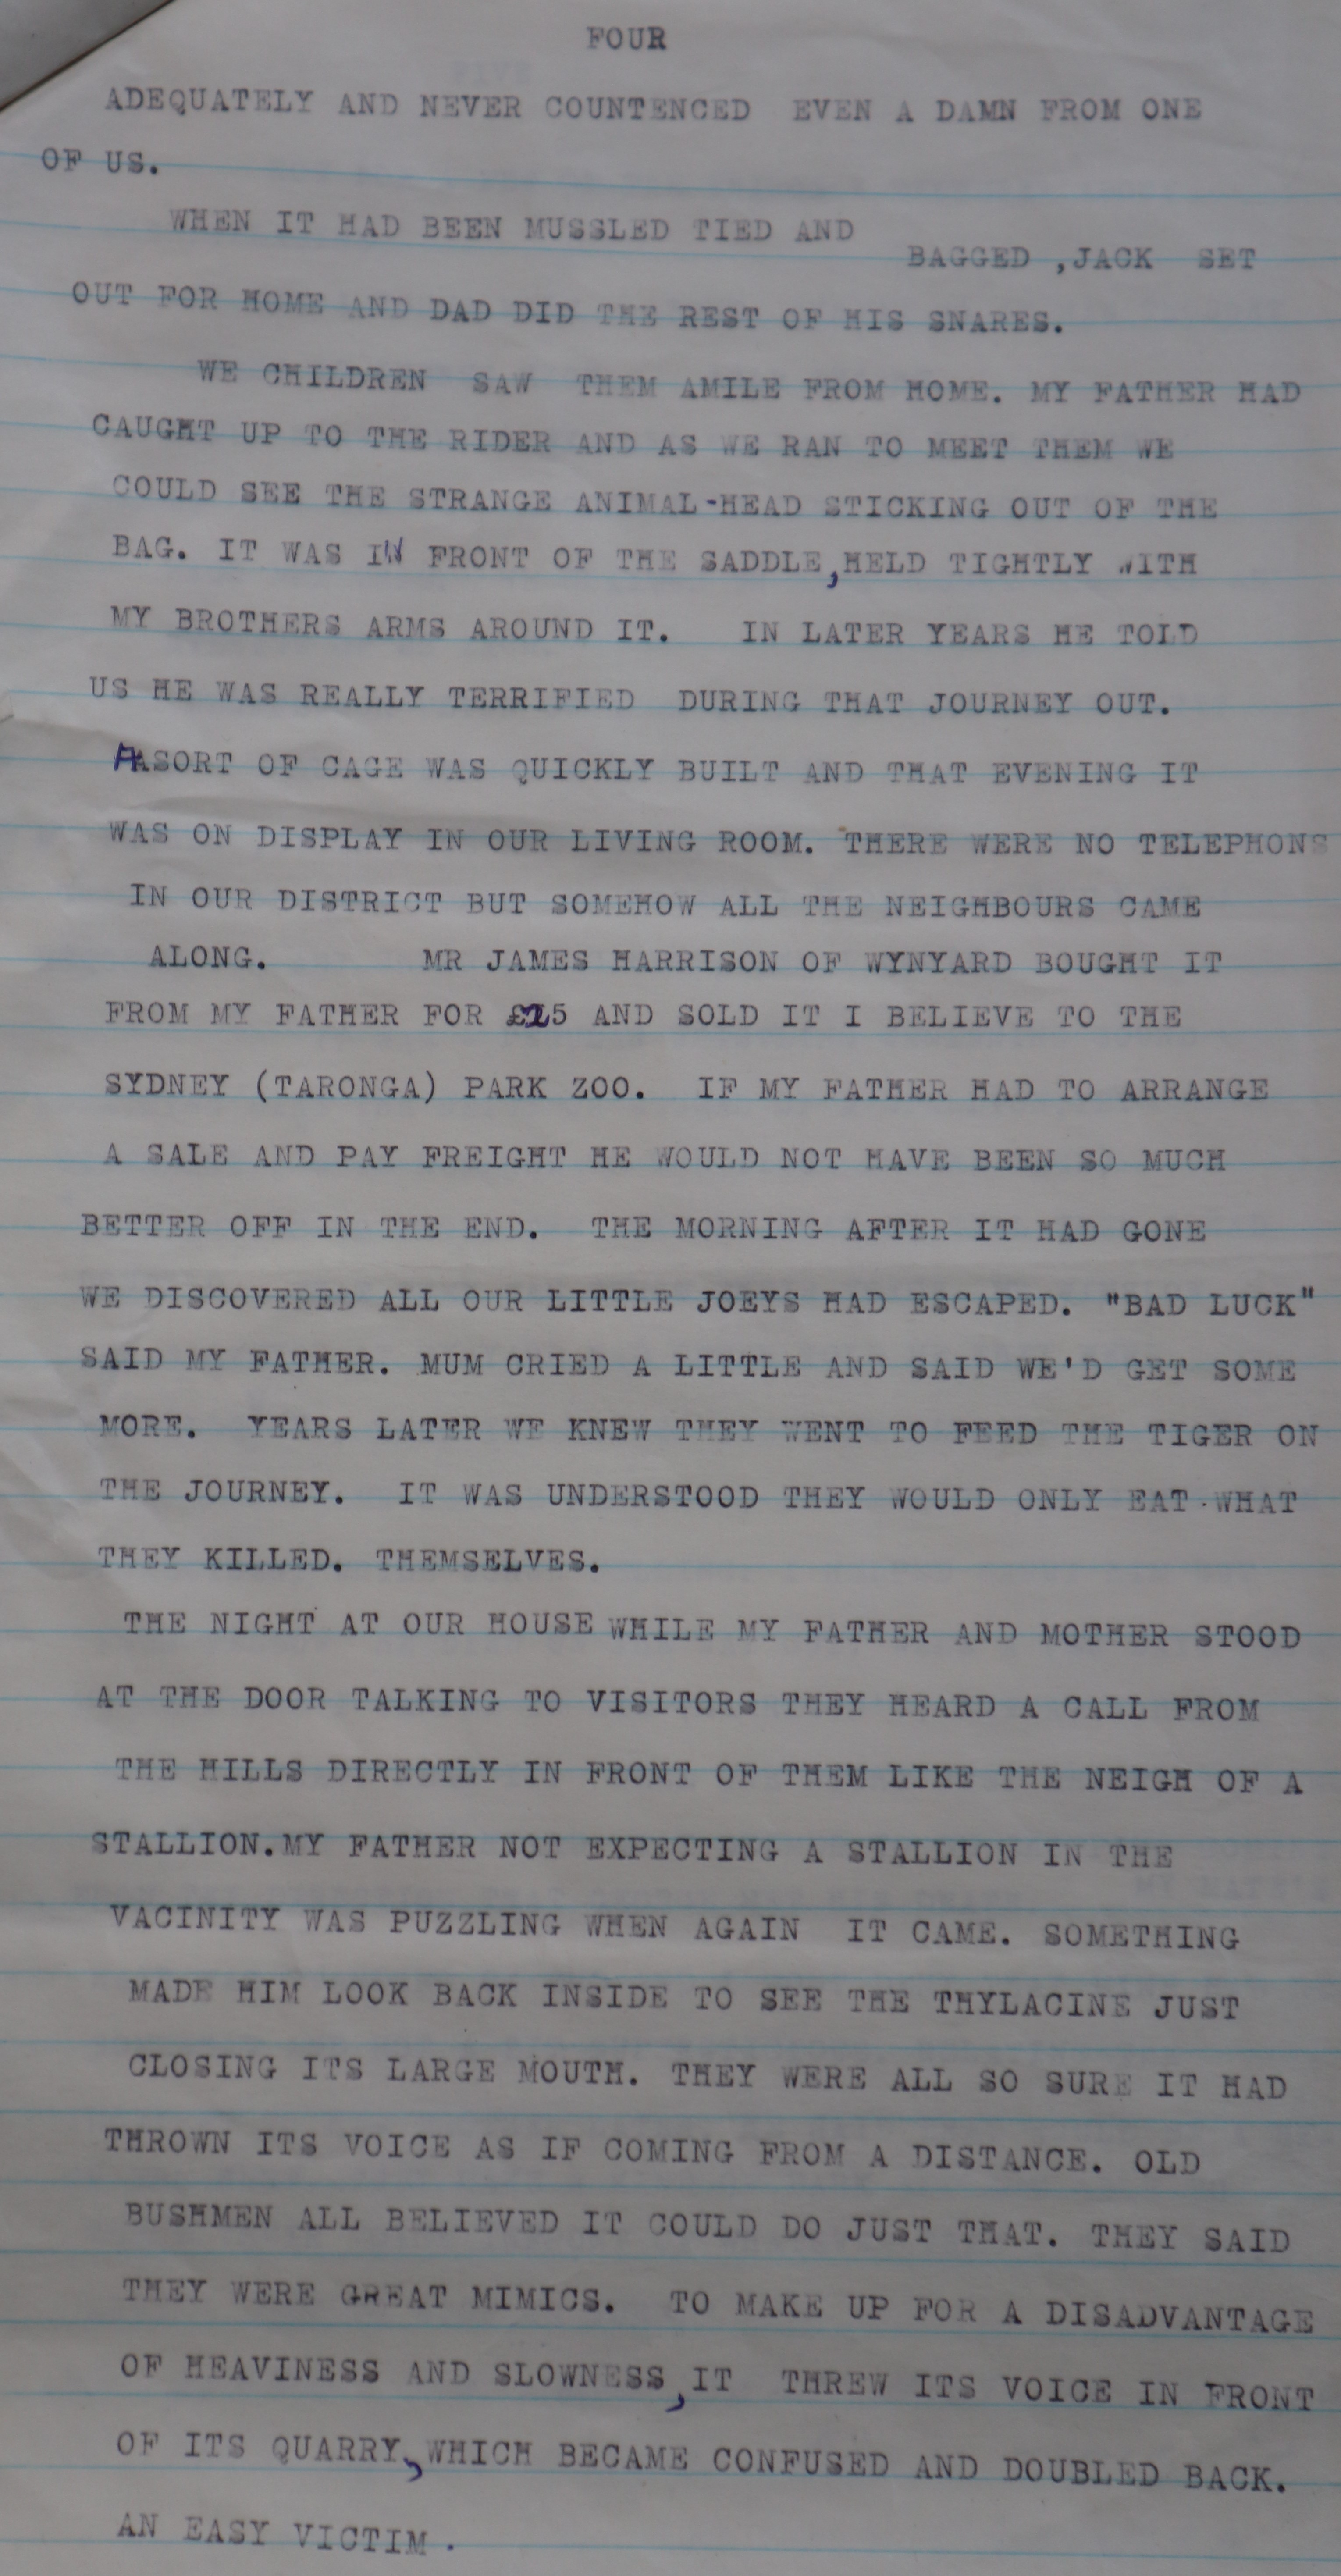 FOUR
ADEQUATELY AND NEVER COUNTENCED EVEN A DAMN FROM ONE
OF US.
WHEN IT HAD BEEN MUSSLED TIED AND BAGGED ,JACK SET
OUT FOR HOME AND DAD DID THE REST OF HIS SNARES.
WE CHILDREN SAW THEM AMILE FROM HOME. MY FATHER HAD
CAUGHT UP TO THE RIDER AND AS WE RAN TO MEET THEM WE
COULD SEE THE STRANGE ANIMAL-HEAD STICKING OUT OF THE
BAG. IT WAS IN FRONT OF THE SADDLE,HELD TIGHTLY WITH
MY BROTHERS ARMS AROUND IT. IN LATER YEARS HE TOLD
US HE WAS REALLY TERRIFIED DURING THAT JOURNEY OUT.
A SORT OF CAGE WAS QUICKLY BUILT AND THAT EVENING IT
WAS ON DISPLAY IN OUR LIVING ROOM. THERE WERE NO TELEPHONS
IN OUR DISTRICT BUT SOMEHOW ALL THE NEIGHBOURS CAME
ALONG. MR JAMES HARRISON OF WYNYARD BOUGHT IT
FROM MY FATHER FOR £25 AND SOLD IT I BELIEVE TO THE
SYDNEY (TARONGA) PARK ZOO. IF MY FATHER HAD TO ARRANGE
A SALE AND PAY FREIGHT HE WOULD NOT HAVE BEEN SO MUCH
BETTER OFF IN THE END. THE MORNING AFTER IT HAD GONE
WE DISCOVERED ALL OUR LITTLE JOEYS HAD ESCAPED. "BAD LUCK"
SAID MY FATHER. MUM CRIED A LITTLE AND SAID WE'D GET SOME
MORE. YEARS LATER WE KNEW THEY WENT TO FEED THE TIGER ON
THE JOURNEY. IT WAS UNDERSTOOD THEY WOULD ONLY EAT WHAT
THEY KILLED. THEMSELVES.
THE NIGHT AT OUR HOUSE WHILE MY FATHER AND MOTHER STOOD
AT THE DOOR TALKING TO VISITORS THEY HEARD A CALL FROM
THE HILLS DIRECTLY IN FRONT OF THEM LIKE THE NEIGH OF A
STALLION.MY FATHER NOT EXPECTING A STALLION IN THE
VACINITY WAS PUZZLING WHEN AGAIN IT CAME. SOMETHING
MADE HIM LOOK BACK INSIDE TO SEE THE THYLACINE JUST
CLOSING ITS LARGE MOUTH. THEY WERE ALL SO SURE IT HAD
THROWN ITS VOICE AS IF COMING FROM A DISTANCE. OLD
BUSHMEN ALL BELIEVED IT COULD DO JUST THAT. THEY SAID
THEY WERE GREAT MIMICS. TO MAKE UP FOR A DISADVANTAGE
OF HEAVINESS AND SLOWNESS,IT THREW ITS VOICE IN FRONT
OF ITS QUARRY,WHICH BECAME CONFUSED AND DOUBLED BACK.
AN EASY VICTIM.